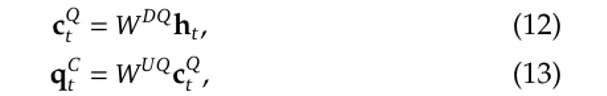 c_t^Q = W^{DQ} h_t, (12)
q_t^C = W^{UQ} c_t^Q, (13)